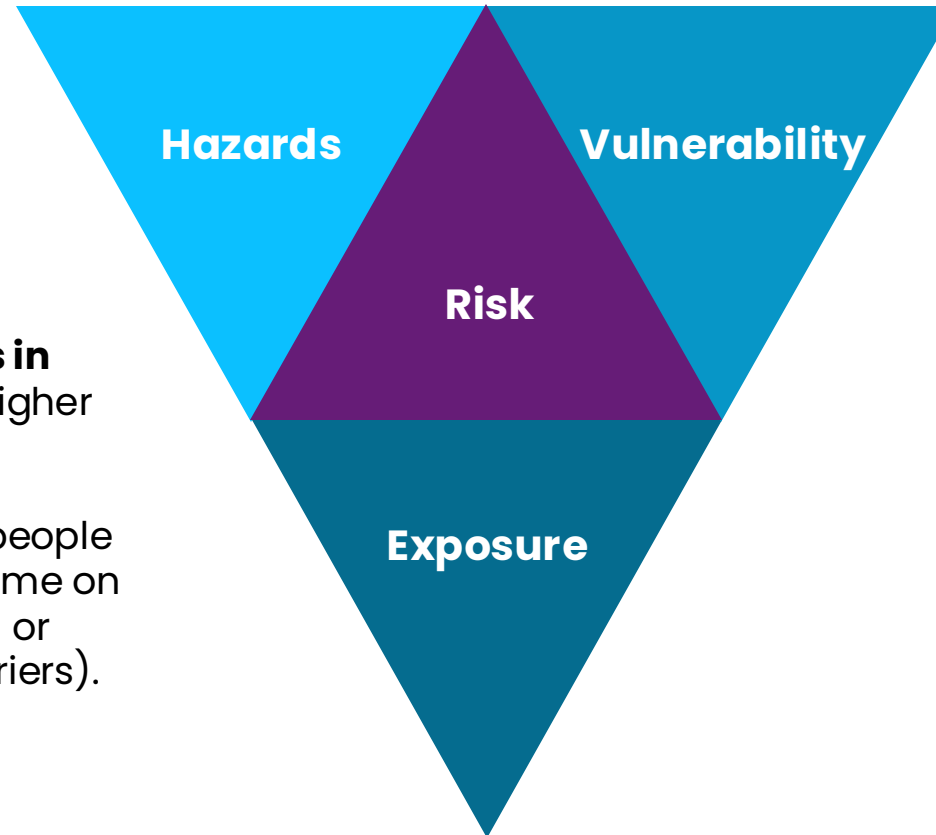 Hazards
Vulnerability
Risk
s in
igher
people
me on
or
riers).
Exposure